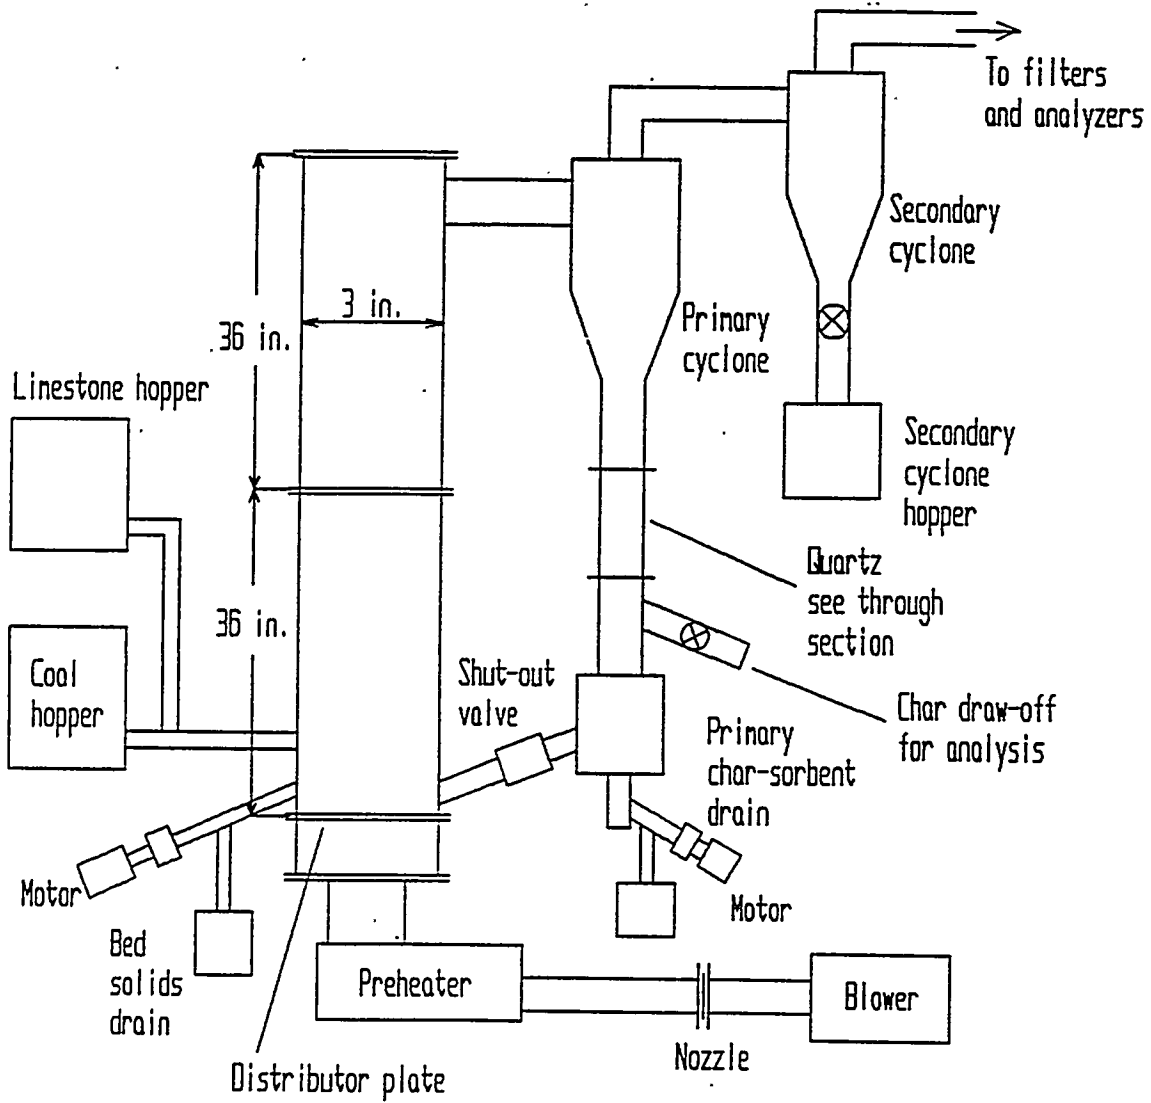 To filters
and analyzers
Secondary
cyclone
3 in.
36 in.
Primary
cyclone
Limestone hopper
Secondary
cyclone
hopper
Quartz
see through
section
36 in.
Coal
hopper
Shut-out
valve
Char draw-off
for analysis
Primary
char-sorbent
drain
Motor
Motor
Bed
solids
drain
Preheater
Blower
Nozzle
Distributor plate